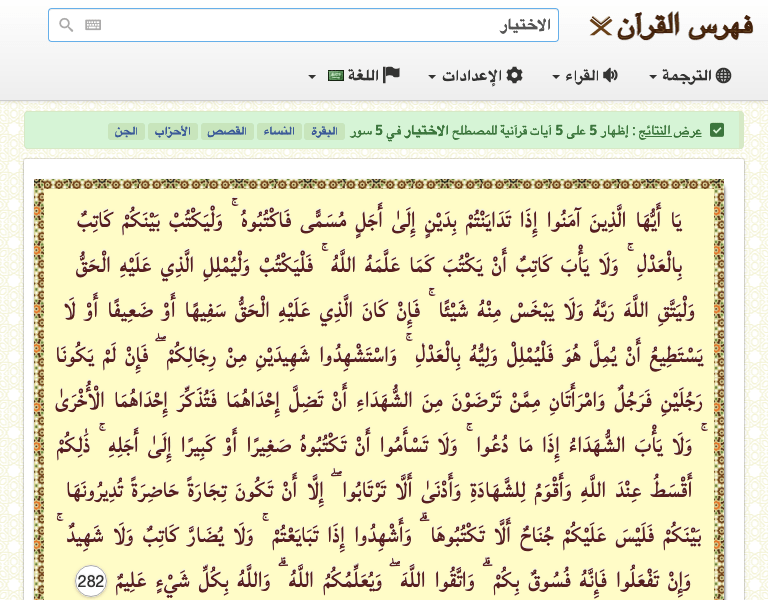 فهرس القرآن
الاختيار
الترجمة القراء الإعدادات اللغة
عرض النتائج : إظهار 5 على 5 آيات قرآنية للمصطلح الاختيار في 5 سور البقرة النساء القصص الأحزاب الجن
يَا أَيُّهَا الَّذِينَ آمَنُوا إِذَا تَدَايَنْتُمْ بِدَيْنٍ إِلَىٰ أَجَلٍ مُسَمًّى فَاكْتُبُوهُ ۚ وَلْيَكْتُبْ بَيْنَكُمْ كَاتِبٌ
بِالْعَدْلِ ۚ وَلَا يَأْبَ كَاتِبٌ أَنْ يَكْتُبَ كَمَا عَلَّمَهُ اللَّهُ ۚ فَلْيَكْتُبْ وَلْيُمْلِلِ الَّذِي عَلَيْهِ الْحَقُّ
وَلْيَتَّقِ اللَّهَ رَبَّهُ وَلَا يَبْخَسْ مِنْهُ شَيْئًا ۚ فَإِنْ كَانَ الَّذِي عَلَيْهِ الْحَقُّ سَفِيهًا أَوْ ضَعِيفًا أَوْ لَا
يَسْتَطِيعُ أَنْ يُمِلَّ هُوَ فَلْيُمْلِلْ وَلِيُّهُ بِالْعَدْلِ ۚ وَاسْتَشْهِدُوا شَهِيدَيْنِ مِنْ رِجَالِكُمْ ۖ فَإِنْ لَمْ يَكُونَا
رَجُلَيْنِ فَرَجُلٌ وَامْرَأَتَانِ مِمَّنْ تَرْضَوْنَ مِنَ الشُّهَدَاءِ أَنْ تَضِلَّ إِحْدَاهُمَا فَتُذَكِّرَ إِحْدَاهُمَا الْأُخْرَىٰ
ۚ وَلَا يَأْبَ الشُّهَدَاءُ إِذَا مَا دُعُوا ۚ وَلَا تَسْأَمُوا أَنْ تَكْتُبُوهُ صَغِيرًا أَوْ كَبِيرًا إِلَىٰ أَجَلِهِ ۚ ذَٰلِكُمْ
أَقْسَطُ عِنْدَ اللَّهِ وَأَقْوَمُ لِلشَّهَادَةِ وَأَدْنَىٰ أَلَّا تَرْتَابُوا ۖ إِلَّا أَنْ تَكُونَ تِجَارَةً حَاضِرَةً تُدِيرُونَهَا
بَيْنَكُمْ فَلَيْسَ عَلَيْكُمْ جُنَاحٌ أَلَّا تَكْتُبُوهَا ۗ وَأَشْهِدُوا إِذَا تَبَايَعْتُمْ ۚ وَلَا يُضَارَّ كَاتِبٌ وَلَا شَهِيدٌ ۚ
وَإِنْ تَفْعَلُوا فَإِنَّهُ فُسُوقٌ بِكُمْ ۗ وَاتَّقُوا اللَّهَ ۖ وَيُعَلِّمُكُمُ اللَّهُ ۗ وَاللَّهُ بِكُلِّ شَيْءٍ عَلِيمٌ 282